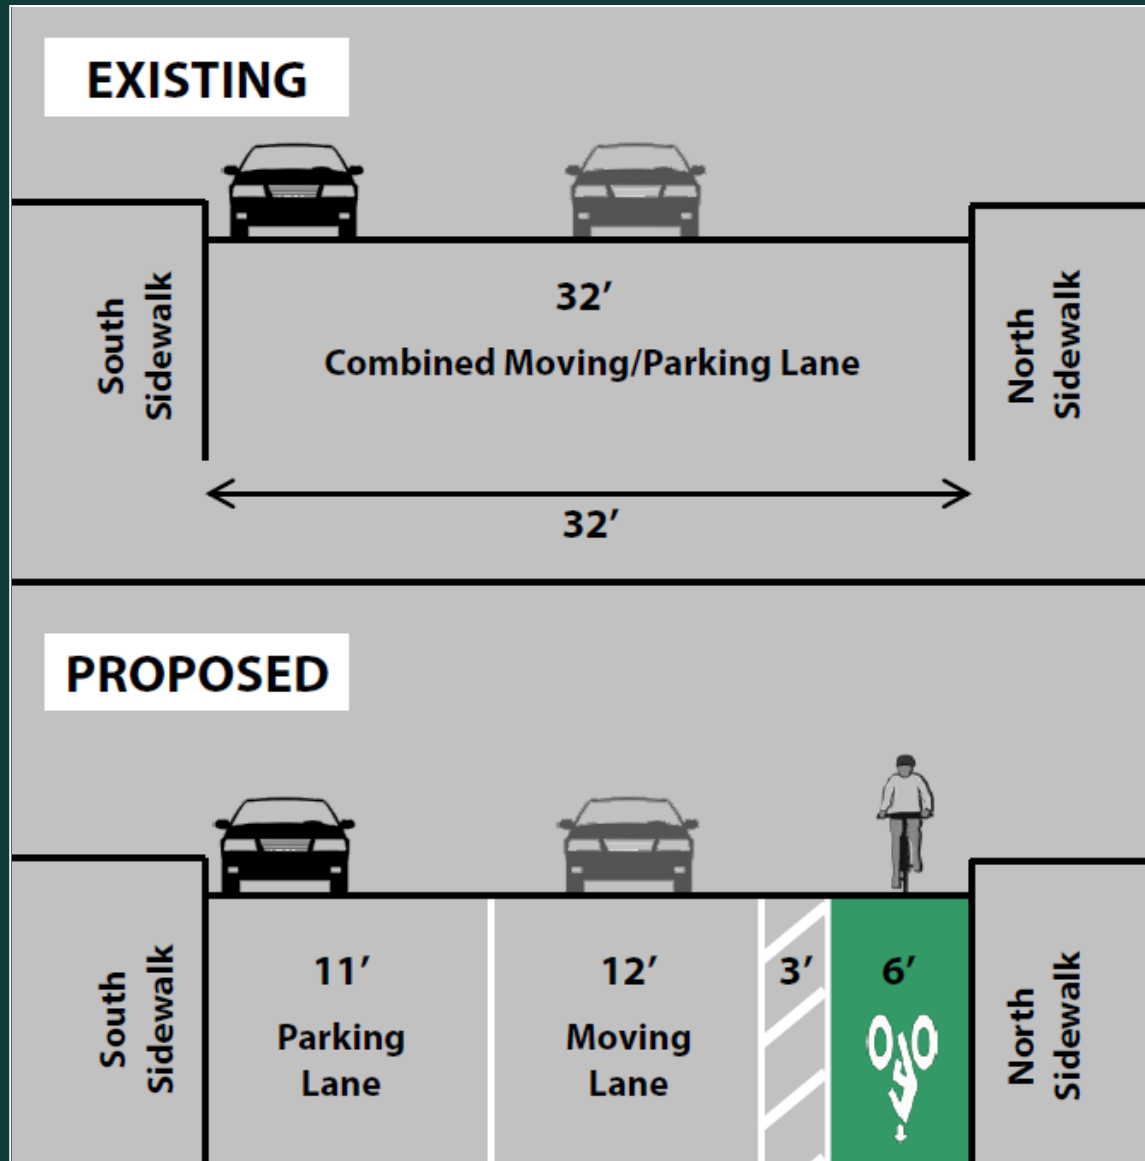 EXISTING
South
Sidewalk
32’
Combined Moving/Parking Lane
North
Sidewalk
32’
PROPOSED
South
Sidewalk
11’
Parking
Lane
12’
Moving
Lane
3’
6’
North
Sidewalk